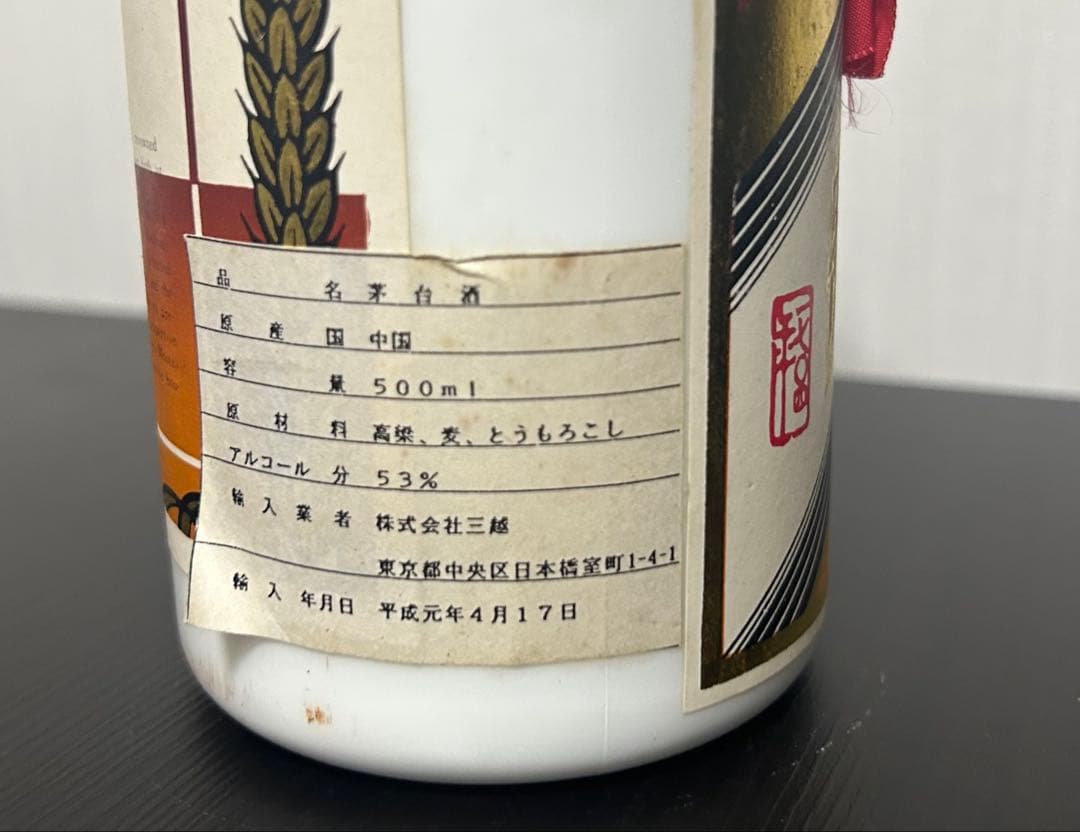 品 名 茅台酒
原産国 中国
容 量 500ml
原材料 高梁、麦、とうもろこし
アルコール分 53%
輸入業者 株式会社三越
東京都中央区日本橋室町1-4-1
輸入年月日 平成元年4月17日